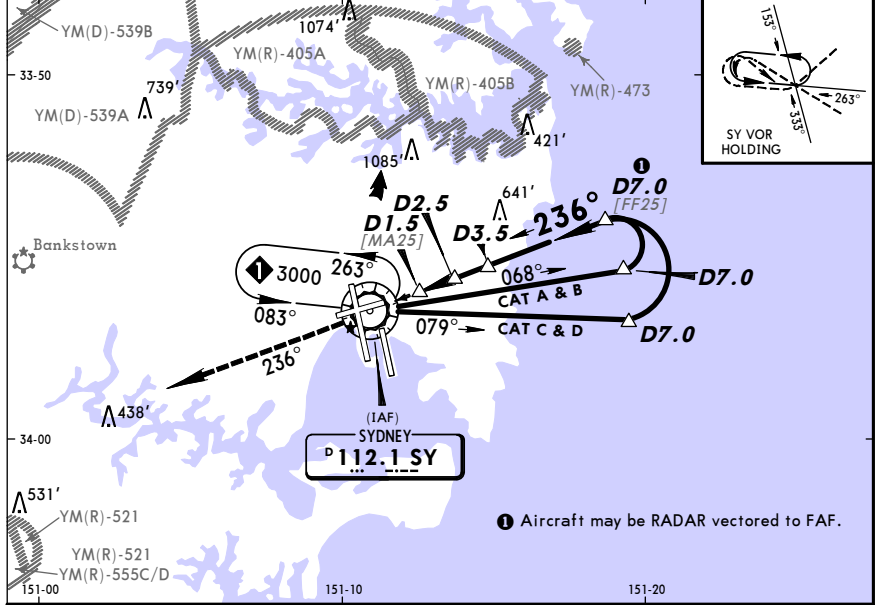 YM(D)-539B
1074'
YM(R)-405A
33-50
739'
YM(D)-539A
YM(R)-405B
YM(R)-473
421'
1085'
153°
263°
333°
SY VOR
HOLDING
1
D7.0
[FF25]
641'
236°
D2.5
D1.5
[MA25]
D3.5
Bankstown
1 3000
263°
083°
068°
CAT A & B
D7.0
079°
CAT C & D
D7.0
236°
(IAF)
SYDNEY
D 112.1 SY
438'
34-00
531'
YM(R)-521
YM(R)-521
YM(R)-555C/D
1 Aircraft may be RADAR vectored to FAF.
151-00
151-10
151-20